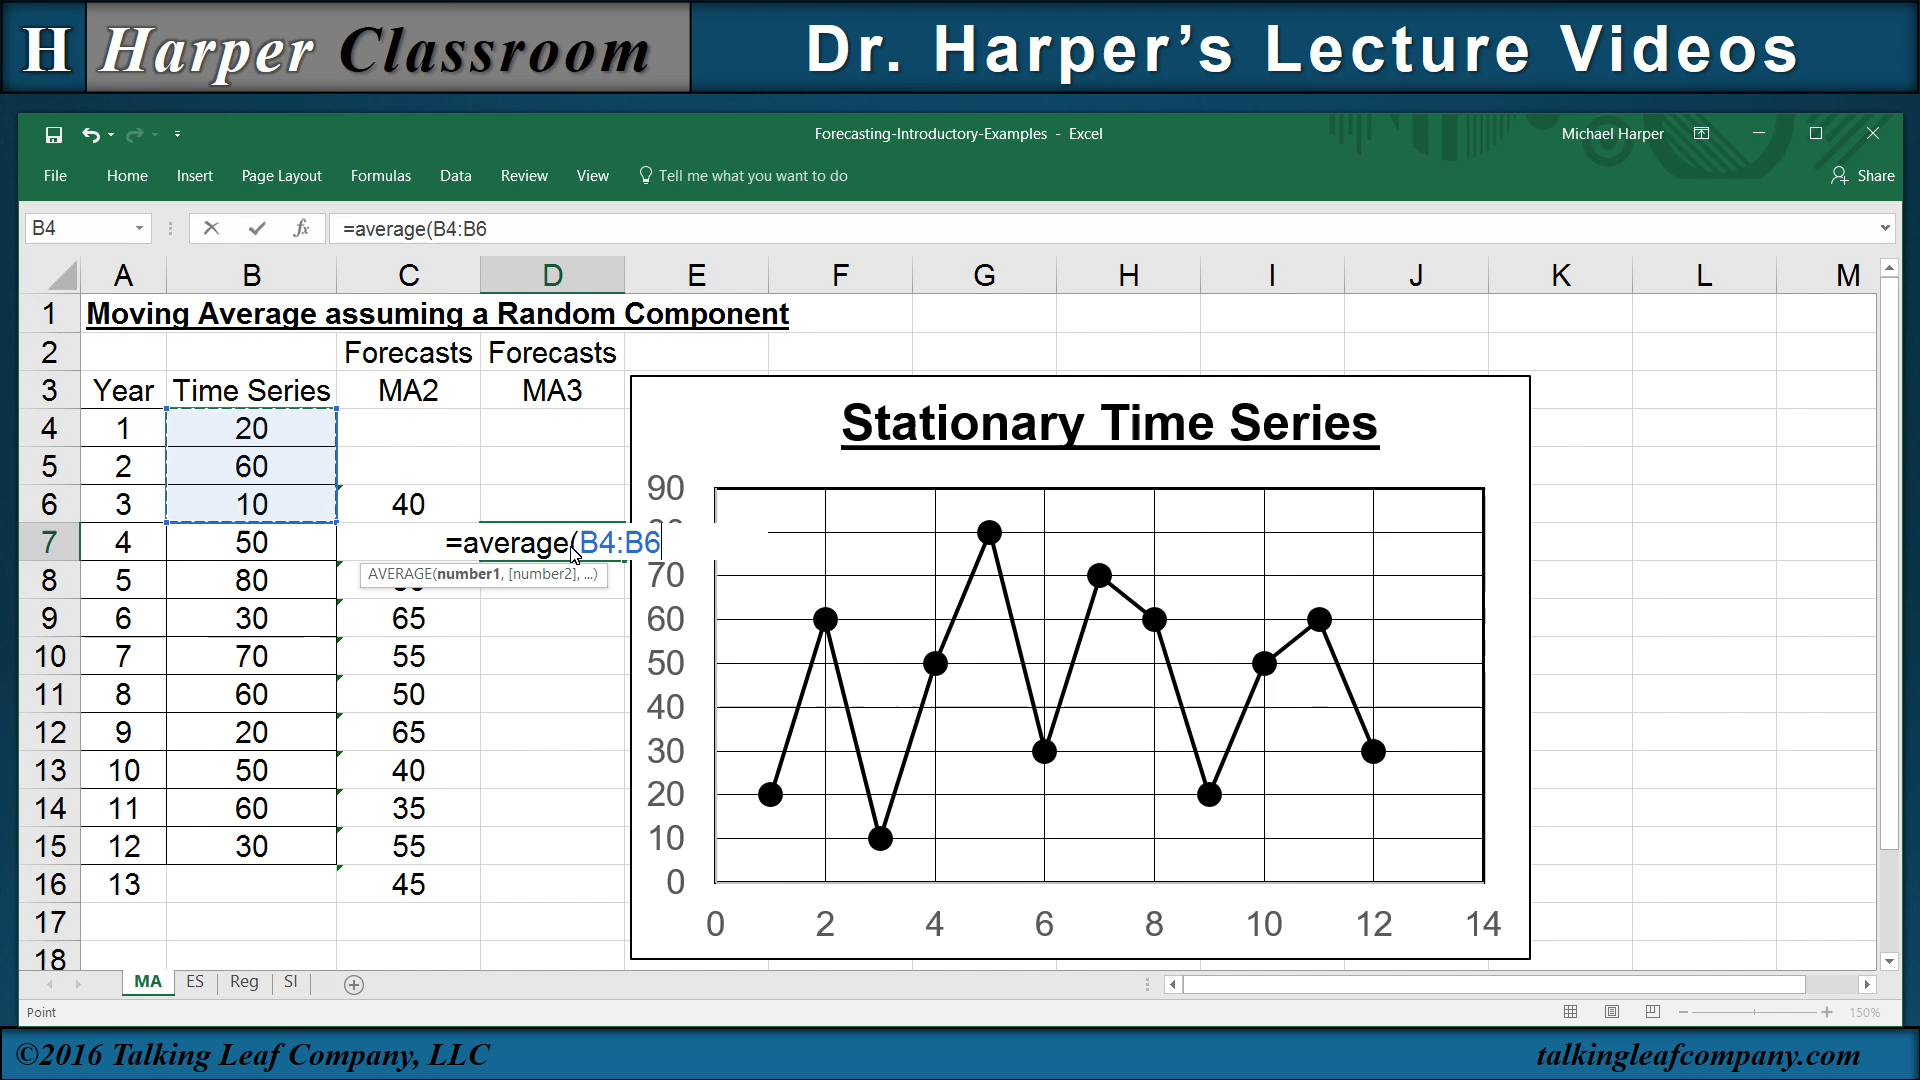 H Harper Classroom Dr. Harper's Lecture Videos
Forecasting-Introductory-Examples - Excel Michael Harper
File Home Insert Page Layout Formulas Data Review View Tell me what you want to do Share
B4 fx =average(B4:B6
A B C D E F G H I J K L M
1 Moving Average assuming a Random Component
2 Forecasts Forecasts
3 Year Time Series MA2 MA3
4 1 20
5 2 60
6 3 10 40
7 4 50 =average(B4:B6
AVERAGE(number1, [number2], ...)
8 5 80
9 6 30 65
10 7 70 55
11 8 60 50
12 9 20 65
13 10 50 40
14 11 60 35
15 12 30 55
16 13 45
17
18
Stationary Time Series
90
70
60
50
40
30
20
10
0
0 2 4 6 8 10 12 14
MA ES Reg SI
Point 150%
©2016 Talking Leaf Company, LLC talkingleafcompany.com